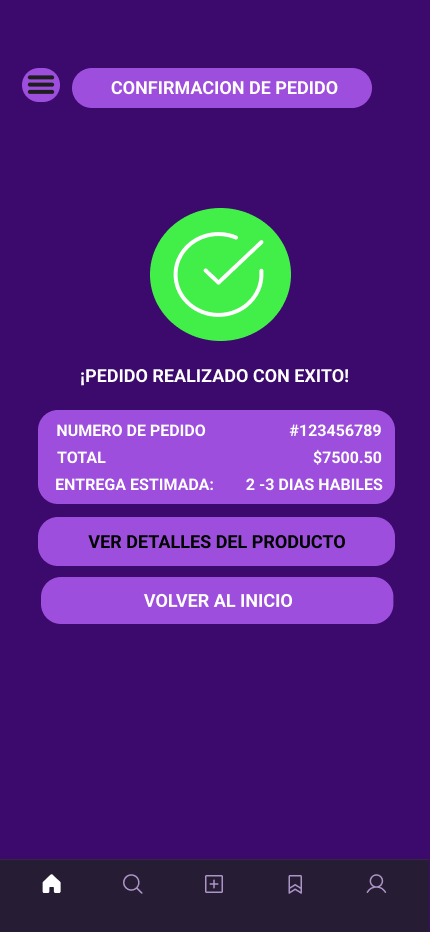 CONFIRMACION DE PEDIDO
¡PEDIDO REALIZADO CON EXITO!
NUMERO DE PEDIDO #123456789
TOTAL $7500.50
ENTREGA ESTIMADA: 2 -3 DIAS HABILES
VER DETALLES DEL PRODUCTO
VOLVER AL INICIO